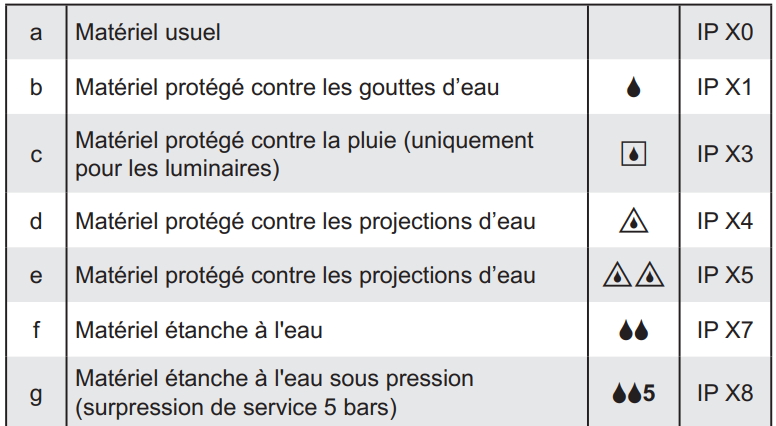 a Matériel usuel IP X0
b Matériel protégé contre les gouttes d’eau IP X1
c Matériel protégé contre la pluie (uniquement
pour les luminaires) IP X3
d Matériel protégé contre les projections d’eau IP X4
e Matériel protégé contre les projections d’eau IP X5
f Matériel étanche à l'eau IP X7
g Matériel étanche à l'eau sous pression
(surpression de service 5 bars) 5 IP X8